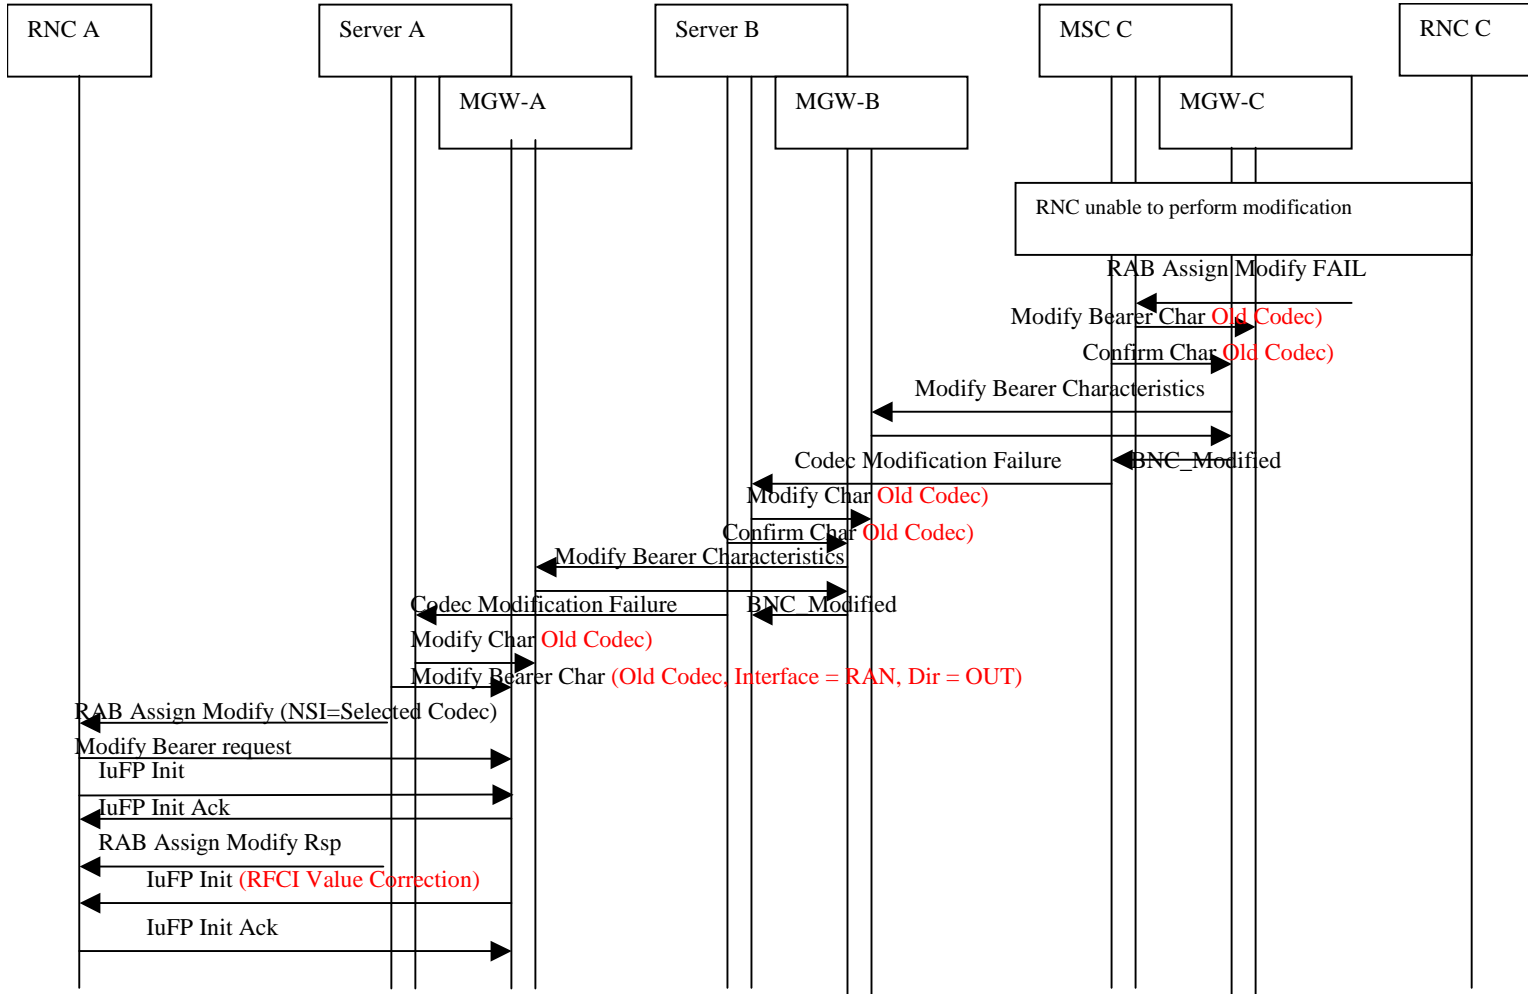 RNC A
Server A
Server B
MSC C
RNC C
MGW-A
MGW-B
MGW-C
RNC unable to perform modification
RAB Assign Modify FAIL
Modify Bearer Char Old Codec)
Confirm Char Old Codec)
Modify Bearer Characteristics
Codec Modification Failure
BNC_Modified
Modify Char Old Codec)
Confirm Char Old Codec)
Modify Bearer Characteristics
Codec Modification Failure
BNC_Modified
Modify Char Old Codec)
Modify Bearer Char (Old Codec, Interface = RAN, Dir = OUT)
RAB Assign Modify (NSI=Selected Codec)
Modify Bearer request
IuFP Init
IuFP Init Ack
RAB Assign Modify Rsp
IuFP Init (RFCI Value Correction)
IuFP Init Ack